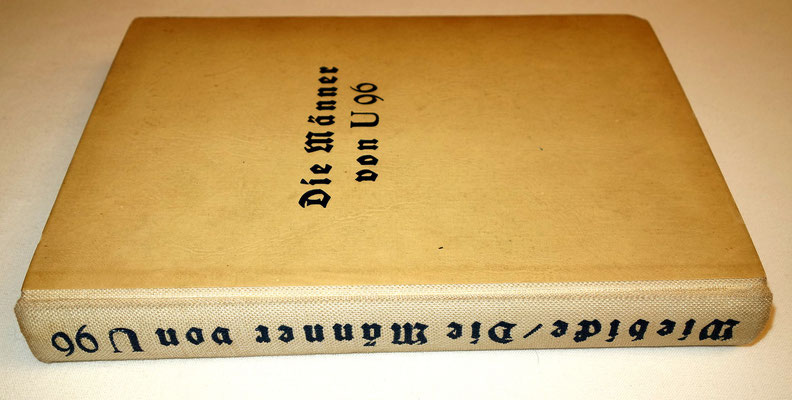 Die Männer
von U 96
Wiebicke / Die Männer von U 96